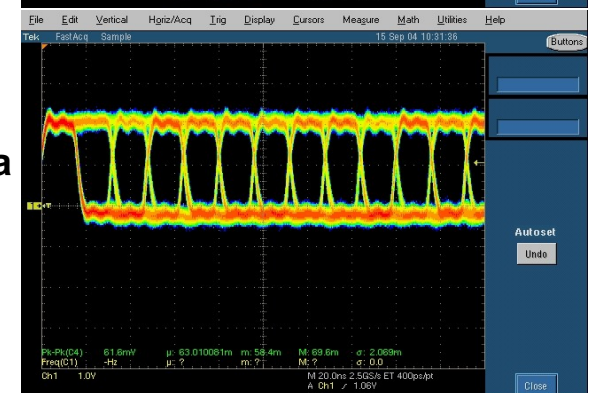 File Edit Vertical Horiz/Acq Trig Display Cursors Measure Math Utilities Help
Tek FastAcq Sample 15 Sep 04 10:31:36 Buttons
a
Autoset
Undo
Pk-Pk(C4) 61.6mV µ: 63.010061m m: 58.4m M: 69.6m σ: 2.069m
Freq(C1) -Hz µ: ? m: ? M: ? σ: 0.0
Ch1 1.0V M 20.0ns 2.5GS/s ET 400ps/pt
A Ch1 1.06V
Close